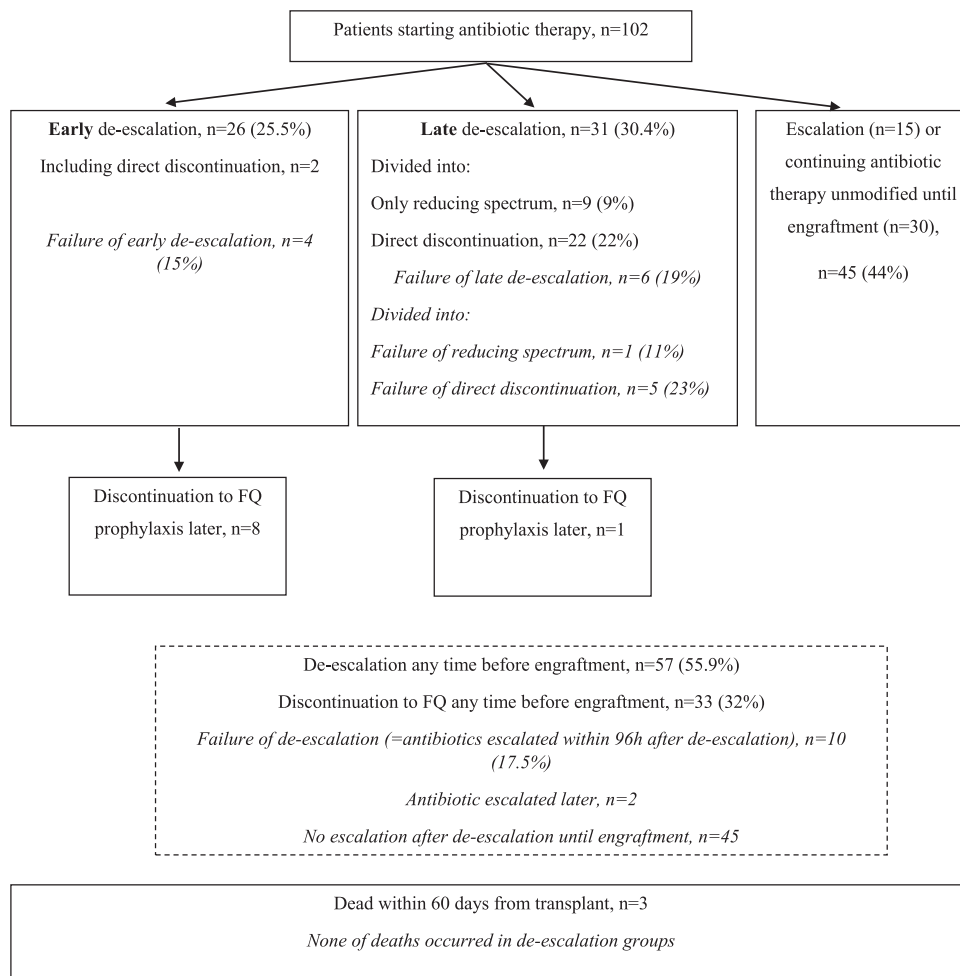 Patients starting antibiotic therapy, n=102
Early de-escalation, n=26 (25.5%)
Including direct discontinuation, n=2
Failure of early de-escalation, n=4
(15%)
Late de-escalation, n=31 (30.4%)
Divided into:
Only reducing spectrum, n=9 (9%)
Direct discontinuation, n=22 (22%)
Failure of late de-escalation, n=6 (19%)
Divided into:
Failure of reducing spectrum, n=1 (11%)
Failure of direct discontinuation, n=5 (23%)
Escalation (n=15) or
continuing antibiotic
therapy unmodified until
engraftment (n=30),
n=45 (44%)
Discontinuation to FQ
prophylaxis later, n=8
Discontinuation to FQ
prophylaxis later, n=1
De-escalation any time before engraftment, n=57 (55.9%)
Discontinuation to FQ any time before engraftment, n=33 (32%)
Failure of de-escalation (=antibiotics escalated within 96h after de-escalation), n=10
(17.5%)
Antibiotic escalated later, n=2
No escalation after de-escalation until engraftment, n=45
Dead within 60 days from transplant, n=3
None of deaths occurred in de-escalation groups